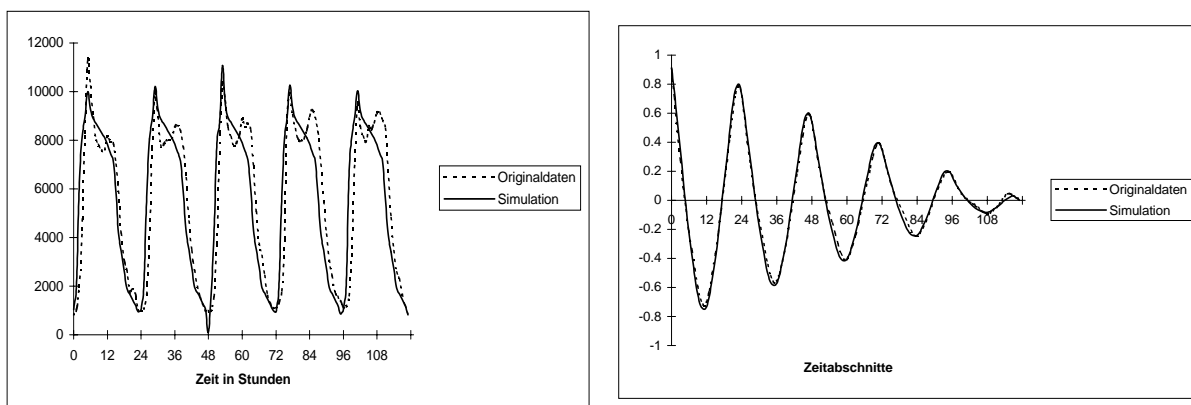 12000
10000
8000
6000
4000
2000
0
0 12 24 36 48 60 72 84 96 108
Zeit in Stunden
Originaldaten
Simulation
1
0.8
0.6
0.4
0.2
0
-0.2
-0.4
-0.6
-0.8
-1
0 12 24 36 48 60 72 84 96 108
Zeitabschnitte
Originaldaten
Simulation